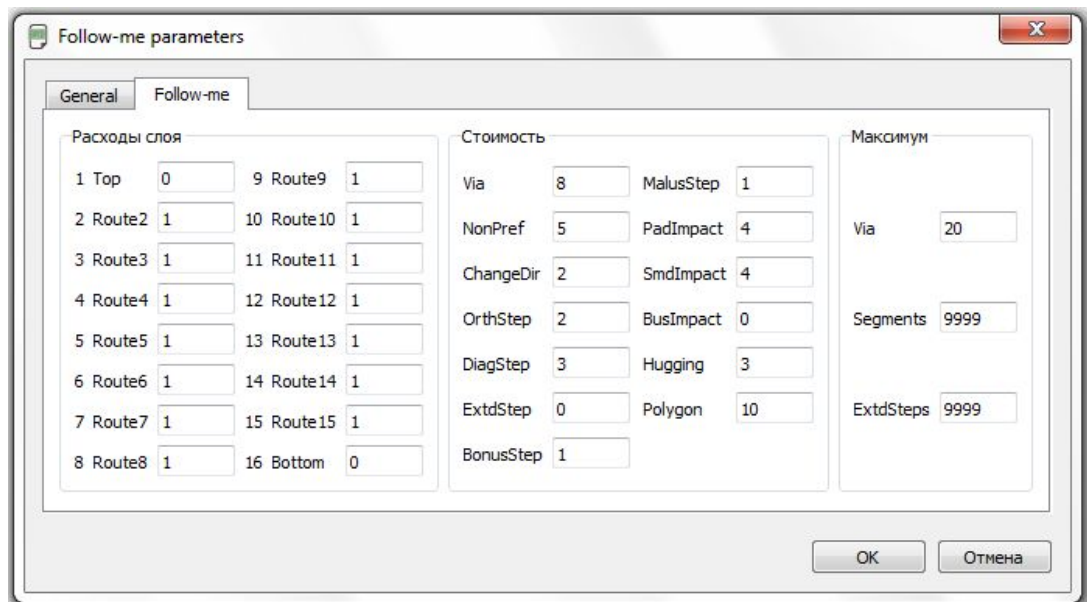 Follow-me parameters
General Follow-me
Расходы слоя
1 Top 0 9 Route9 1
2 Route2 1 10 Route10 1
3 Route3 1 11 Route11 1
4 Route4 1 12 Route12 1
5 Route5 1 13 Route13 1
6 Route6 1 14 Route14 1
7 Route7 1 15 Route15 1
8 Route8 1 16 Bottom 0
Стоимость
Via 8 MalusStep 1
NonPref 5 PadImpact 4
ChangeDir 2 SmdImpact 4
OrthStep 2 BusImpact 0
DiagStep 3 Hugging 3
ExtdStep 0 Polygon 10
BonusStep 1
Максимум
Via 20
Segments 9999
ExtdSteps 9999
OK Отмена